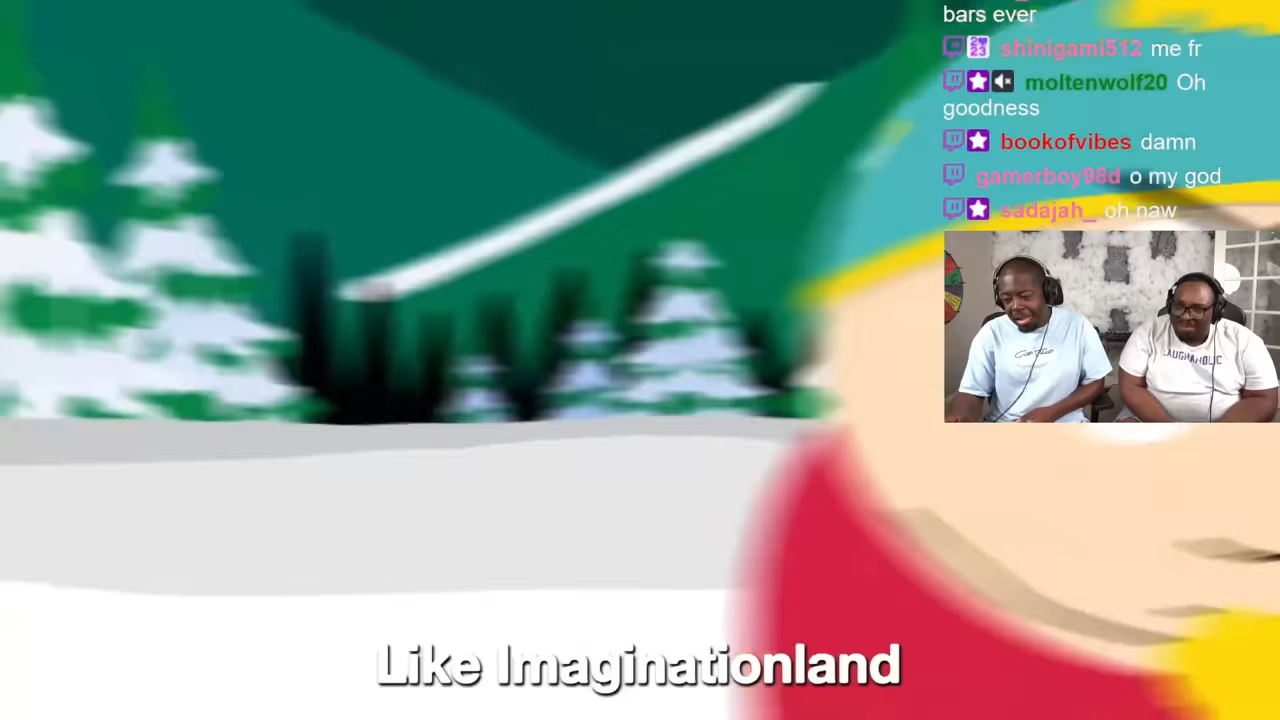 bars ever
shinigami512 me fr
moltenwolf20 Oh
goodness
bookofvibes damn
gamerboy98d o my god
sadajah_ oh naw
LAUGHAHOLIC
Like Imaginationland